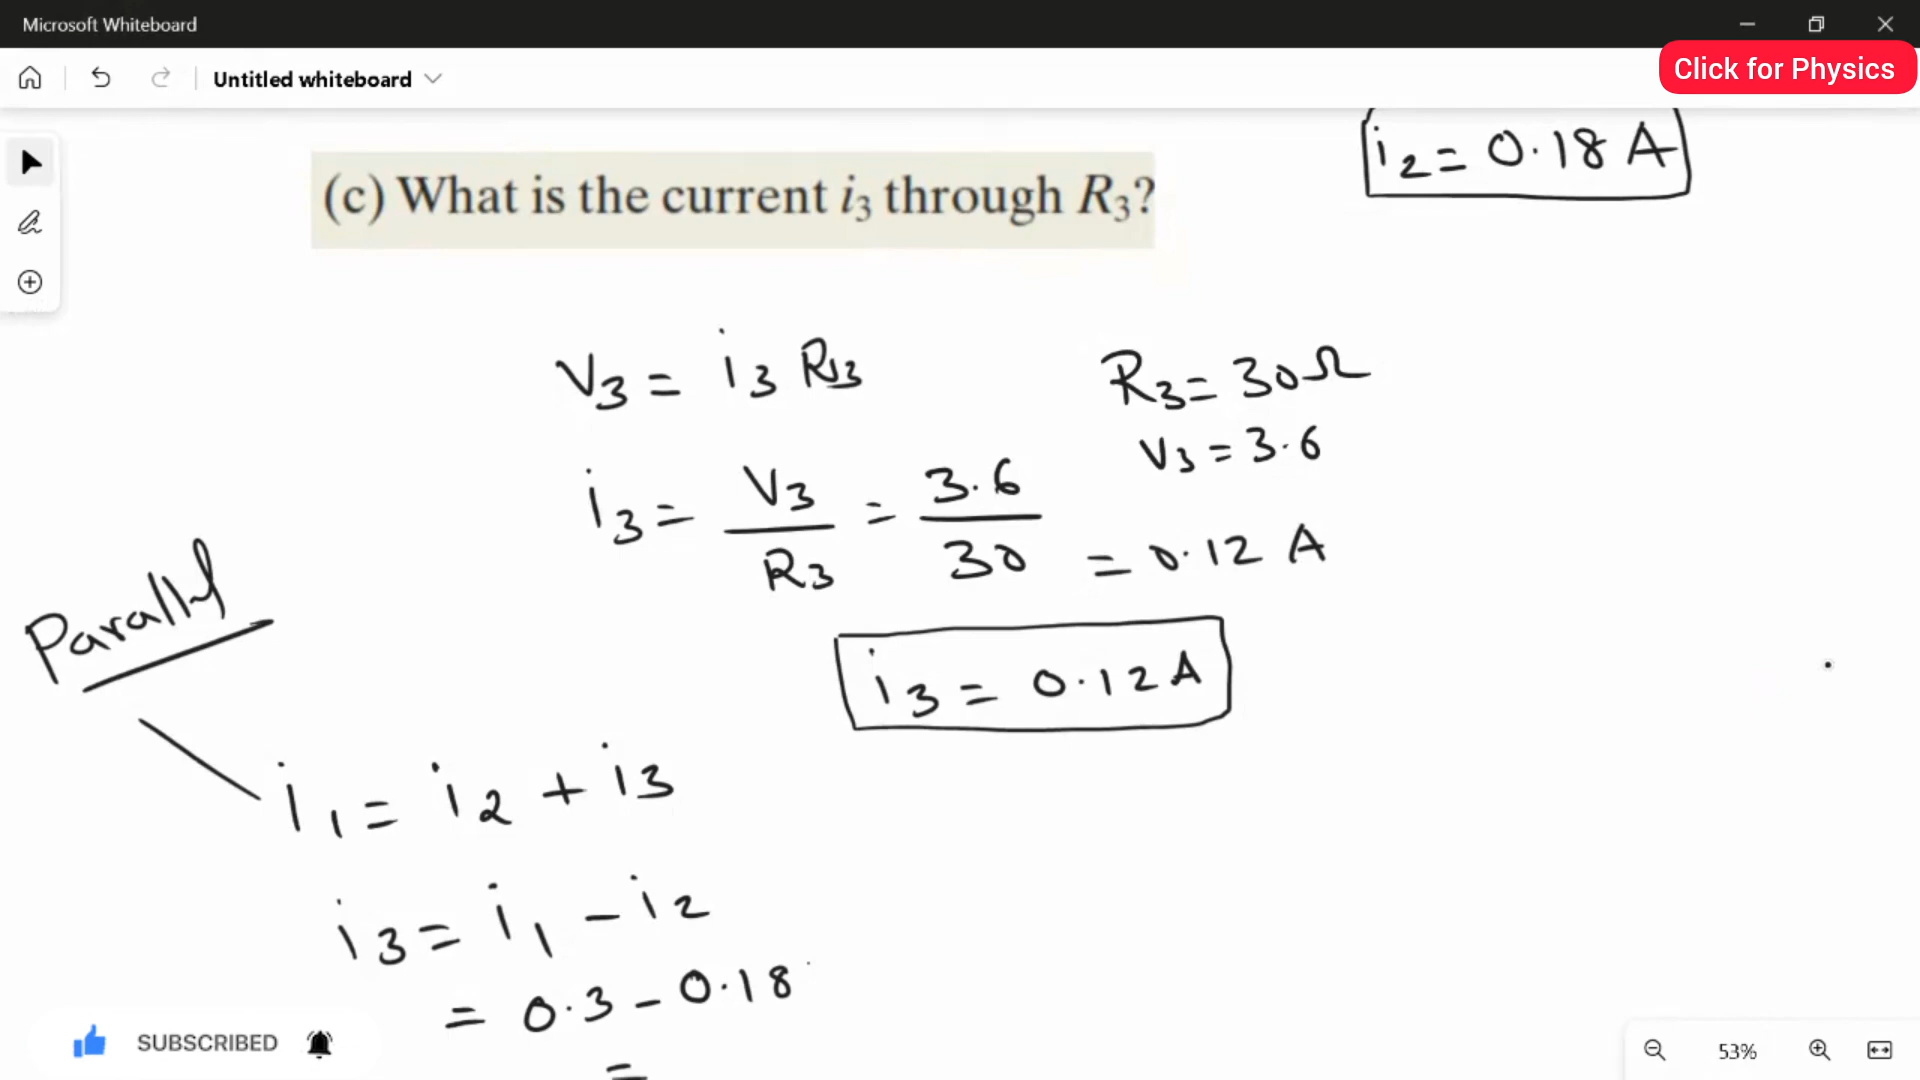 Microsoft Whiteboard
Untitled whiteboard
Click for Physics
i2 = 0.18 A
(c) What is the current i3 through R3?
V3 = i3 R3
R3 = 30Ω
V3 = 3.6
i3 = V3/R3 = 3.6/30 = 0.12 A
Parallel
i3 = 0.12A
i1 = i2 + i3
i3 = i1 - i2
= 0.3 - 0.18
=
SUBSCRIBED
53%